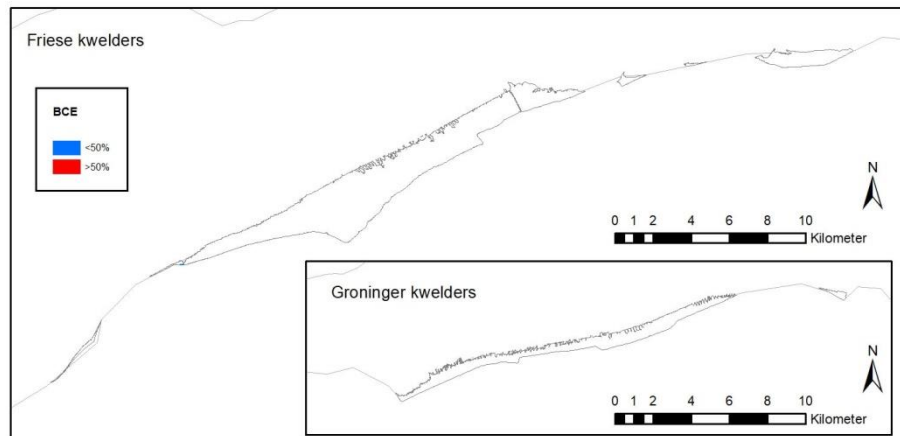 Friese kwelders
BCE
<50%
>50%
N
0 1 2 4 6 8 10
Kilometer
Groninger kwelders
N
0 1 2 4 6 8 10
Kilometer